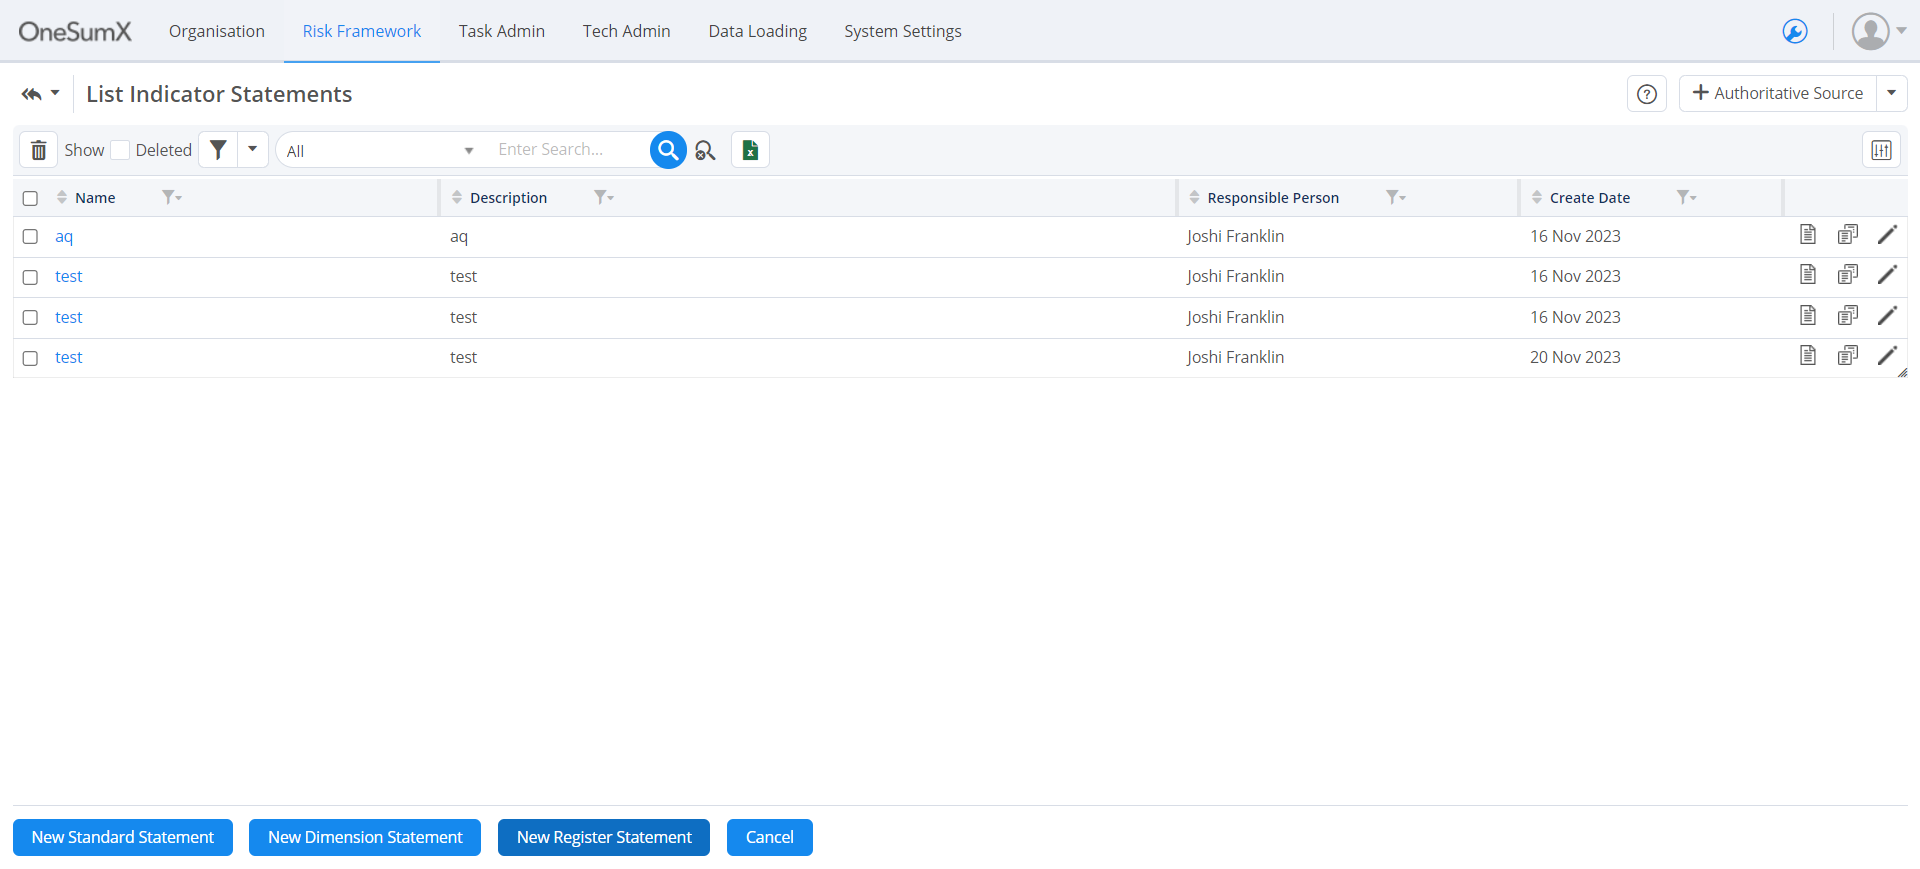 OneSumX Organisation Risk Framework Task Admin Tech Admin Data Loading System Settings
List Indicator Statements Authoritative Source
Show Deleted All Enter Search...
Name Description Responsible Person Create Date
aq aq Joshi Franklin 16 Nov 2023
test test Joshi Franklin 16 Nov 2023
test test Joshi Franklin 16 Nov 2023
test test Joshi Franklin 20 Nov 2023
New Standard Statement New Dimension Statement New Register Statement Cancel